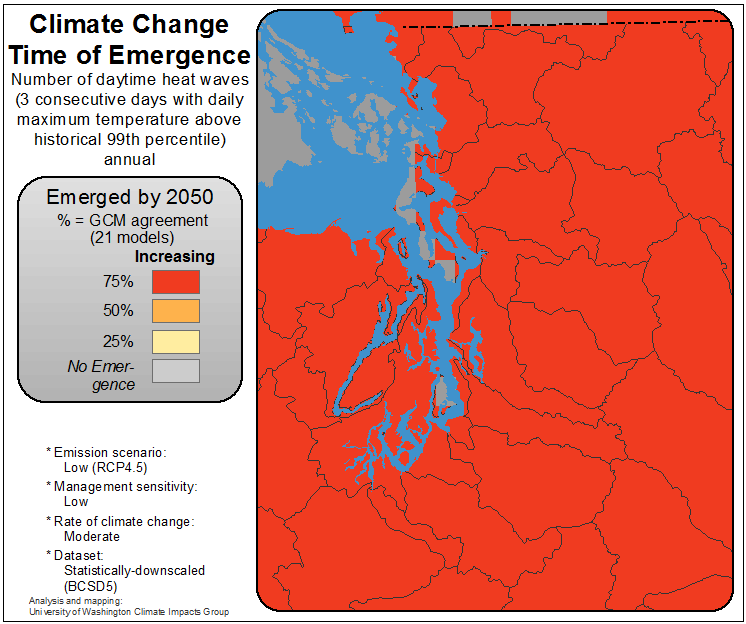 Climate Change
Time of Emergence
Number of daytime heat waves
(3 consecutive days with daily
maximum temperature above
historical 99th percentile)
annual
Emerged by 2050
% = GCM agreement
(21 models)
Increasing
75%
50%
25%
No Emer-
gence
* Emission scenario:
Low (RCP4.5)
* Management sensitivity:
Low
* Rate of climate change:
Moderate
* Dataset:
Statistically-downscaled
(BCSD5)
Analysis and mapping:
University of Washington Climate Impacts Group